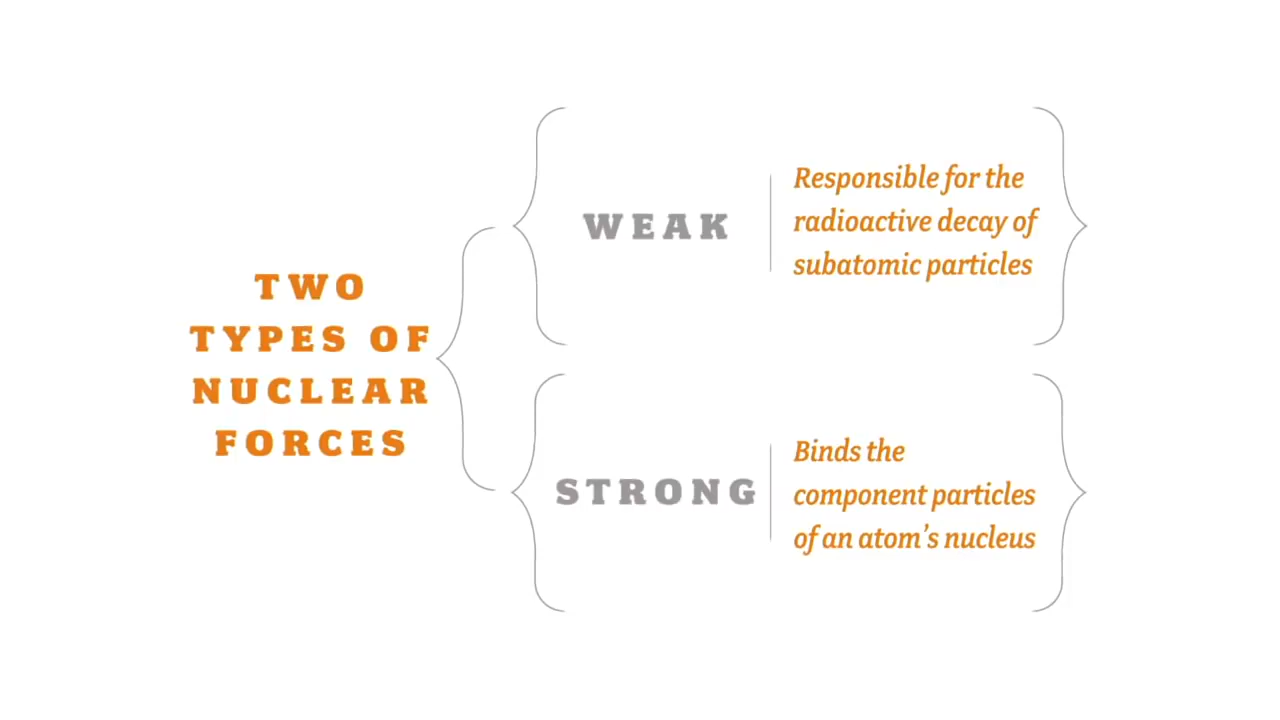 TWO
TYPES OF
NUCLEAR
FORCES
WEAK
Responsible for the
radioactive decay of
subatomic particles
STRONG
Binds the
component particles
of an atom’s nucleus